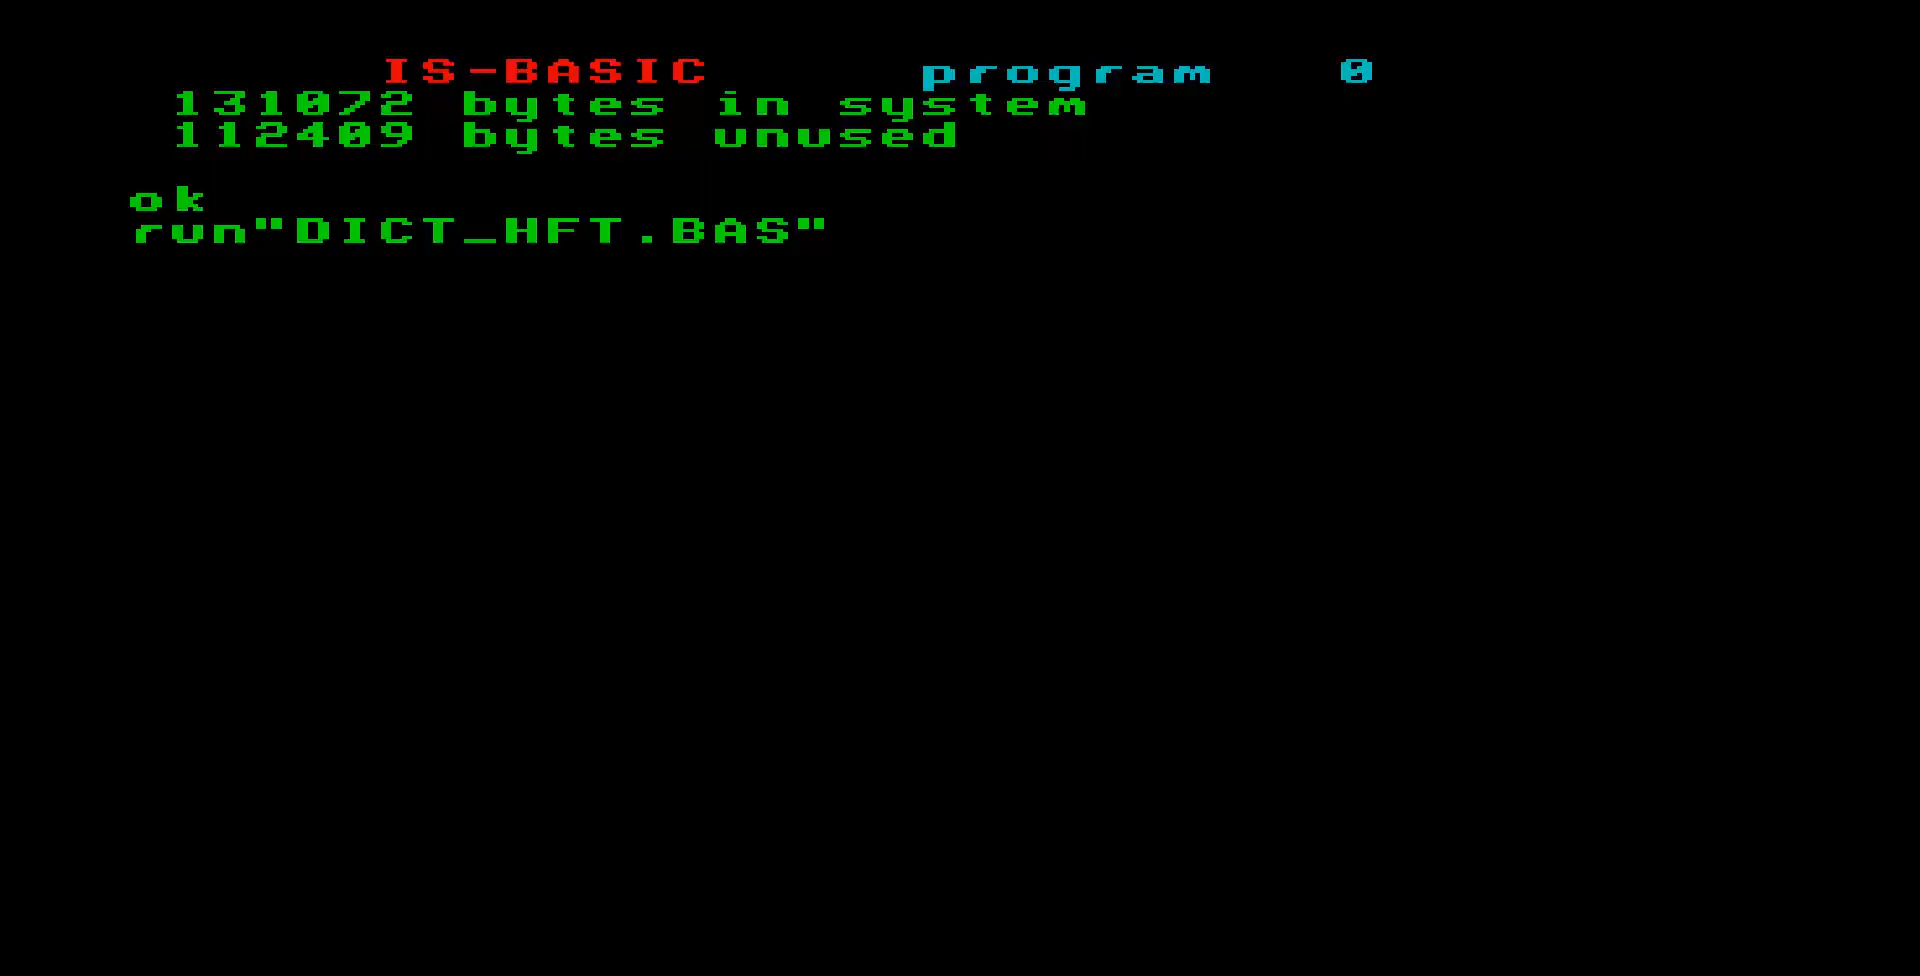 IS-BASIC program 0
131072 bytes in system
112409 bytes unused
ok
run"DICT_HFT.BAS"